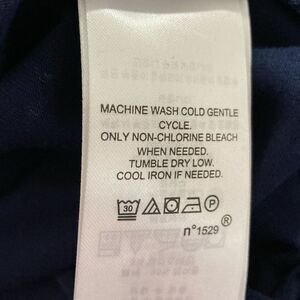 MACHINE WASH COLD GENTLE
CYCLE.
ONLY NON-CHLORINE BLEACH
WHEN NEEDED.
TUMBLE DRY LOW.
COOL IRON IF NEEDED.
30 P
n°1529 ®